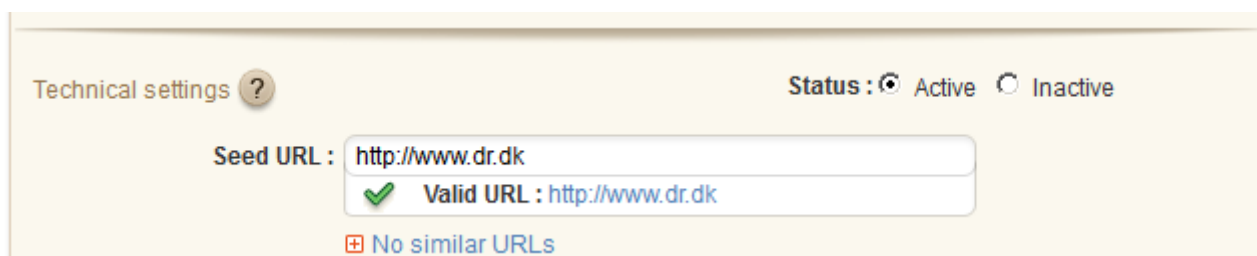 Technical settings ? Status : Active Inactive
Seed URL : http://www.dr.dk
Valid URL : http://www.dr.dk
No similar URLs